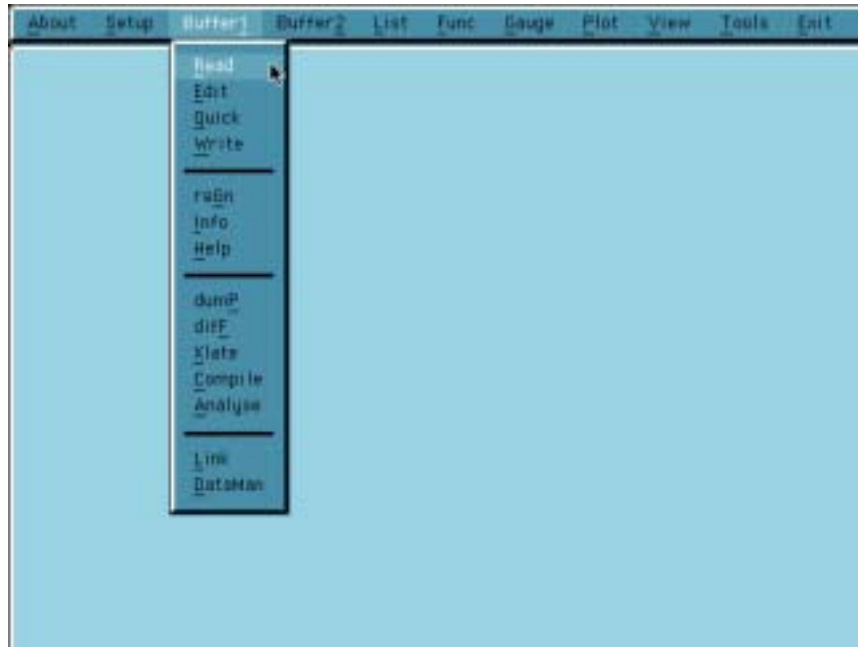 About Setup Buffer1 Buffer2 List Func Gauge Plot View Tools Exit
Read
Edit
Quick
Write
Info
Help
dumP
difF
Xlate
Compile
Analyse
Link
DataMan